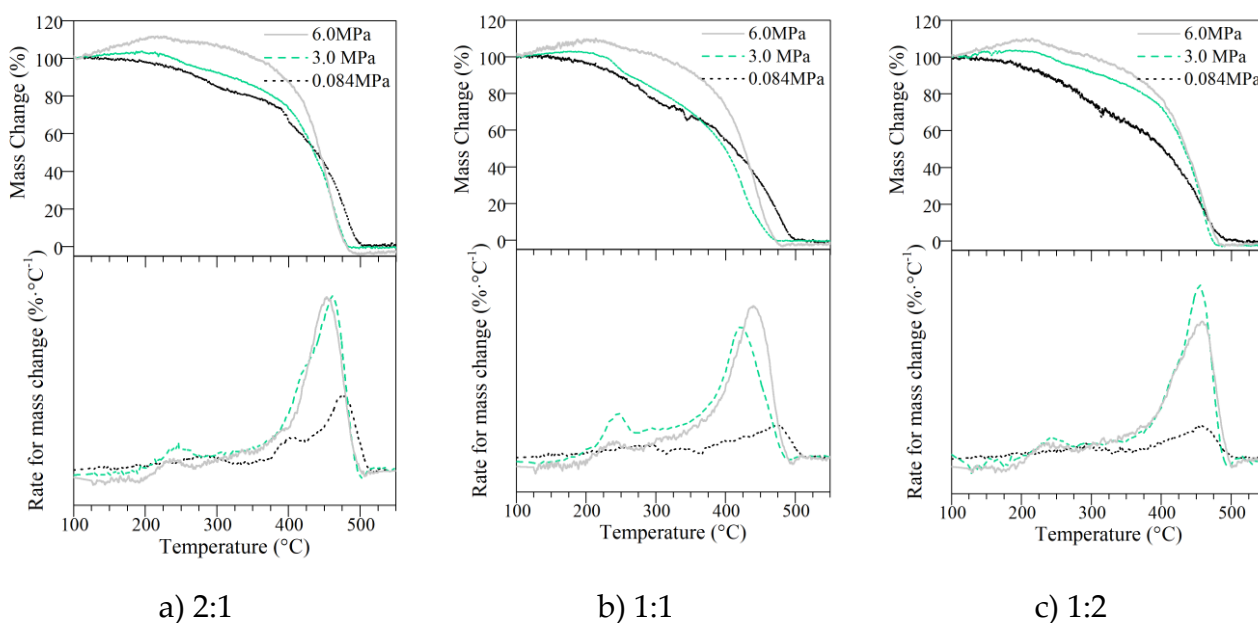 120
100
80
60
40
20
0
Mass Change (%)
6.0MPa
3.0 MPa
0.084MPa
Rate for mass change (%·°C⁻¹)
100 200 300 400 500
Temperature (°C)
a) 2:1
120
100
80
60
40
20
0
Mass Change (%)
6.0MPa
3.0 MPa
0.084MPa
Rate for mass change (%·°C⁻¹)
100 200 300 400 500
Temperature (°C)
b) 1:1
120
100
80
60
40
20
0
Mass Change (%)
6.0MPa
3.0 MPa
0.084MPa
Rate for mass change (%·°C⁻¹)
100 200 300 400 500
Temperature (°C)
c) 1:2